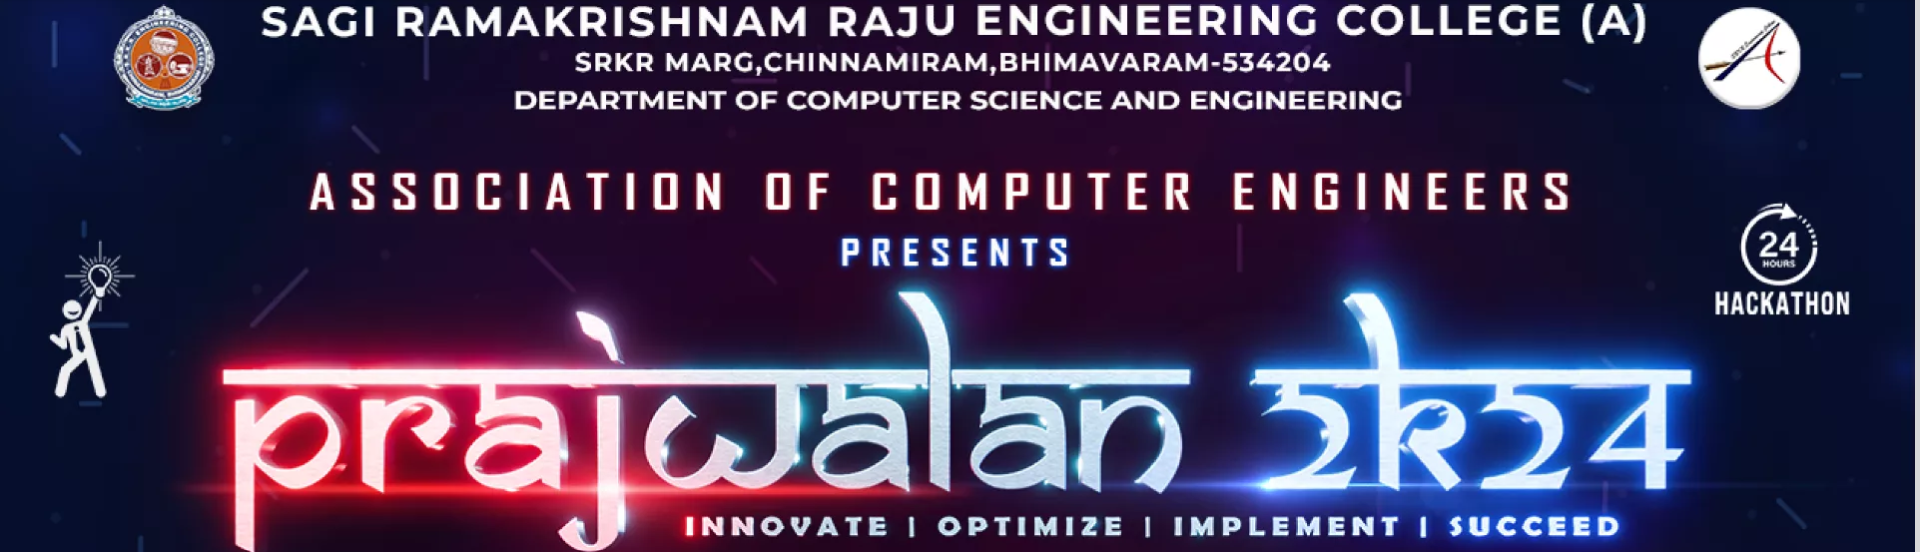 SAGI RAMAKRISHNAM RAJU ENGINEERING COLLEGE (A)
SRKR MARG,CHINNAMIRAM,BHIMAVARAM-534204
DEPARTMENT OF COMPUTER SCIENCE AND ENGINEERING
ASSOCIATION OF COMPUTER ENGINEERS
PRESENTS
24
HOURS
HACKATHON
prajwalan 2k24
INNOVATE | OPTIMIZE | IMPLEMENT | SUCCEED